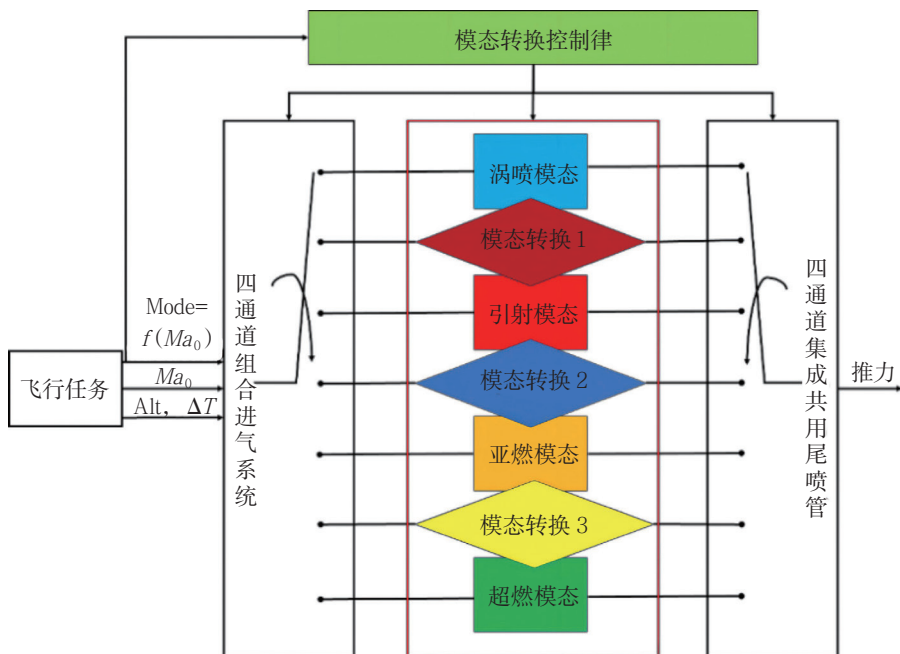 模态转换控制律
涡喷模态
模态转换 1
引射模态
模态转换 2
亚燃模态
模态转换 3
超燃模态
四通道组合进气系统
四通道集成共用尾喷管
Mode=
f(Ma₀)
Ma₀
Alt, ΔT
飞行任务
推力